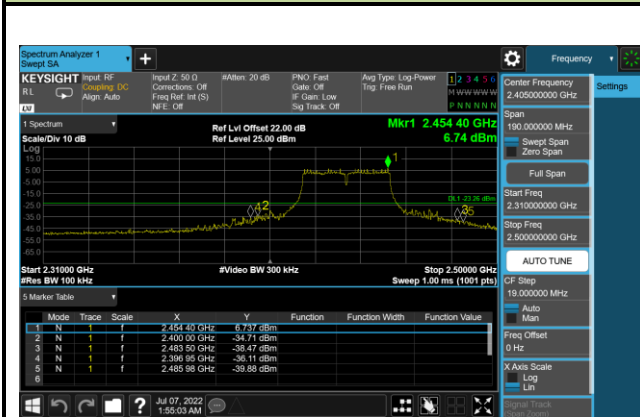 Spectrum Analyzer 1
Swept SA
+
Frequency
KEYSIGHT Input: RF
RL Coupling: DC
Align: Auto
Input Z: 50 Ω
Corrections: Off
Freq Ref: Int (S)
NFE: Off
#Atten: 20 dB
PNO: Fast
Gate: Off
IF Gain: Low
Sig Track: Off
Avg Type: Log-Power
Trig: Free Run
1 2 3 4 5 6
M W W W W W
P N N N N N
1 Spectrum
Scale/Div 10 dB
Ref Lvl Offset 22.00 dB
Ref Level 25.00 dBm
Mkr1 2.454 40 GHz
6.74 dBm
Log
15.0
5.00
-5.00
-15.0
-25.0
-35.0
-45.0
-55.0
-65.0
1
DL1 -23.26 dBm
42
35
Start 2.31000 GHz
#Res BW 100 kHz
#Video BW 300 kHz
Stop 2.50000 GHz
Sweep 1.00 ms (1001 pts)
5 Marker Table
Mode Trace Scale X Y Function Function Width Function Value
1 N 1 f 2.454 40 GHz 6.737 dBm
2 N 1 f 2.400 00 GHz -34.71 dBm
3 N 1 f 2.483 50 GHz -38.47 dBm
4 N 1 f 2.396 95 GHz -36.11 dBm
5 N 1 f 2.485 98 GHz -39.88 dBm
6
?
Jul 07, 2022
1:55:03 AM
Center Frequency
2.405000000 GHz
Settings
Span
190.000000 MHz
Swept Span
Zero Span
Full Span
Start Freq
2.310000000 GHz
Stop Freq
2.500000000 GHz
AUTO TUNE
CF Step
19.000000 MHz
Auto
Man
Freq Offset
0 Hz
X Axis Scale
Log
Lin
Signal Track
(Span Zoom)